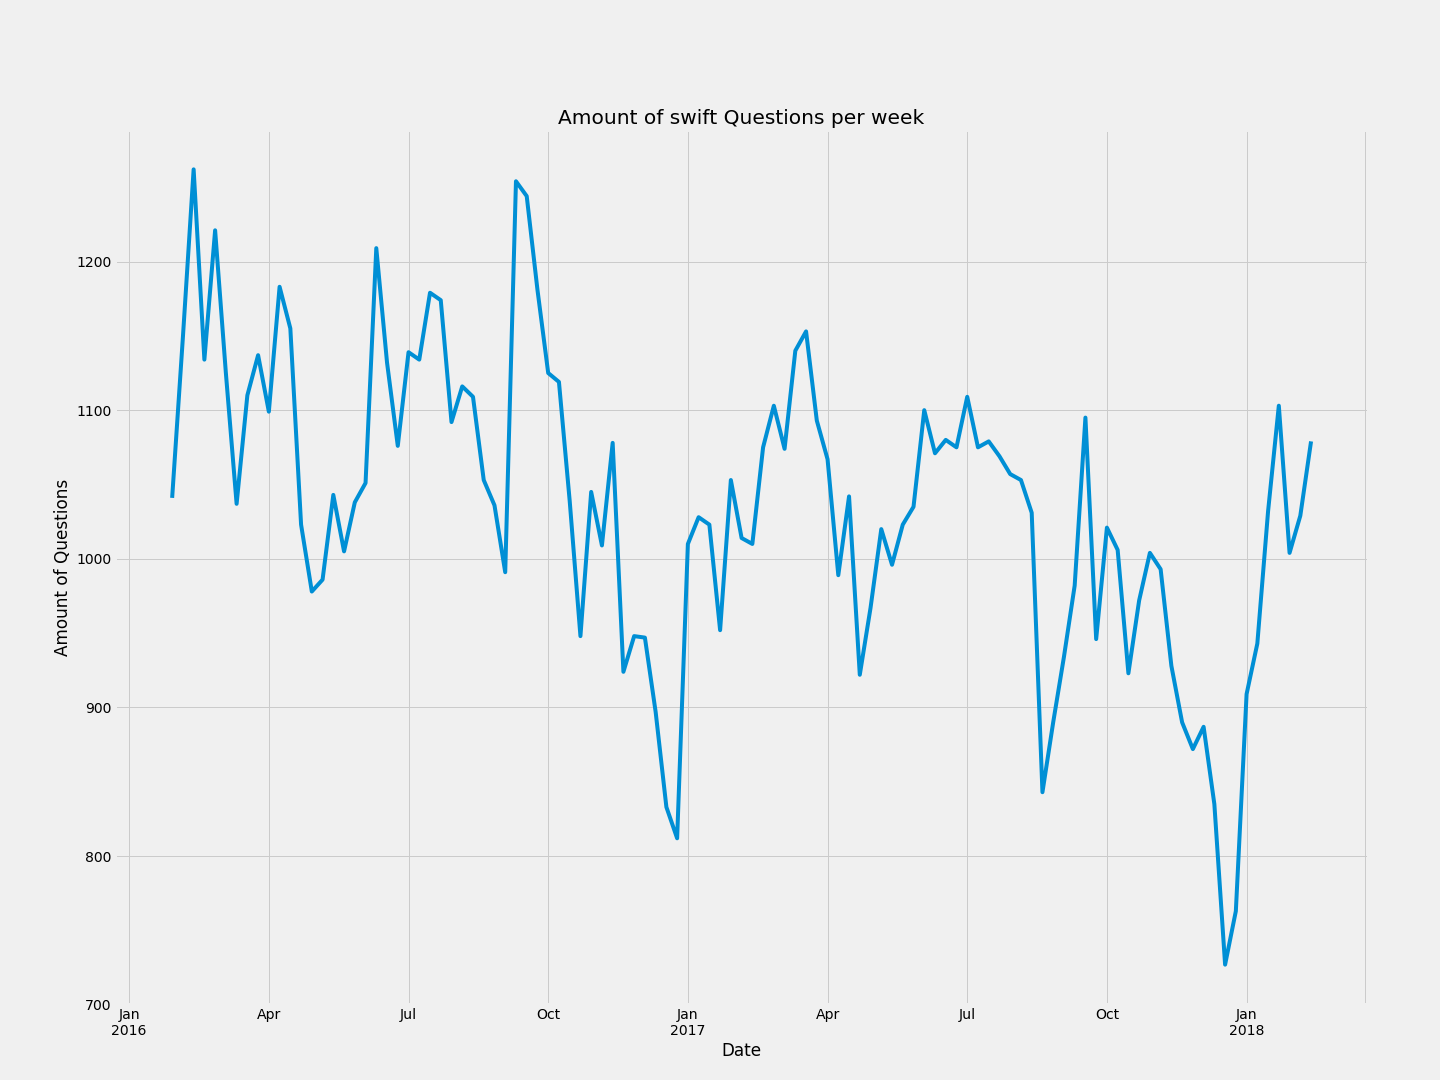 Amount of swift Questions per week
Amount of Questions
1200
1100
1000
900
800
700
Jan
2016
Apr
Jul
Oct
Jan
2017
Apr
Jul
Oct
Jan
2018
Date